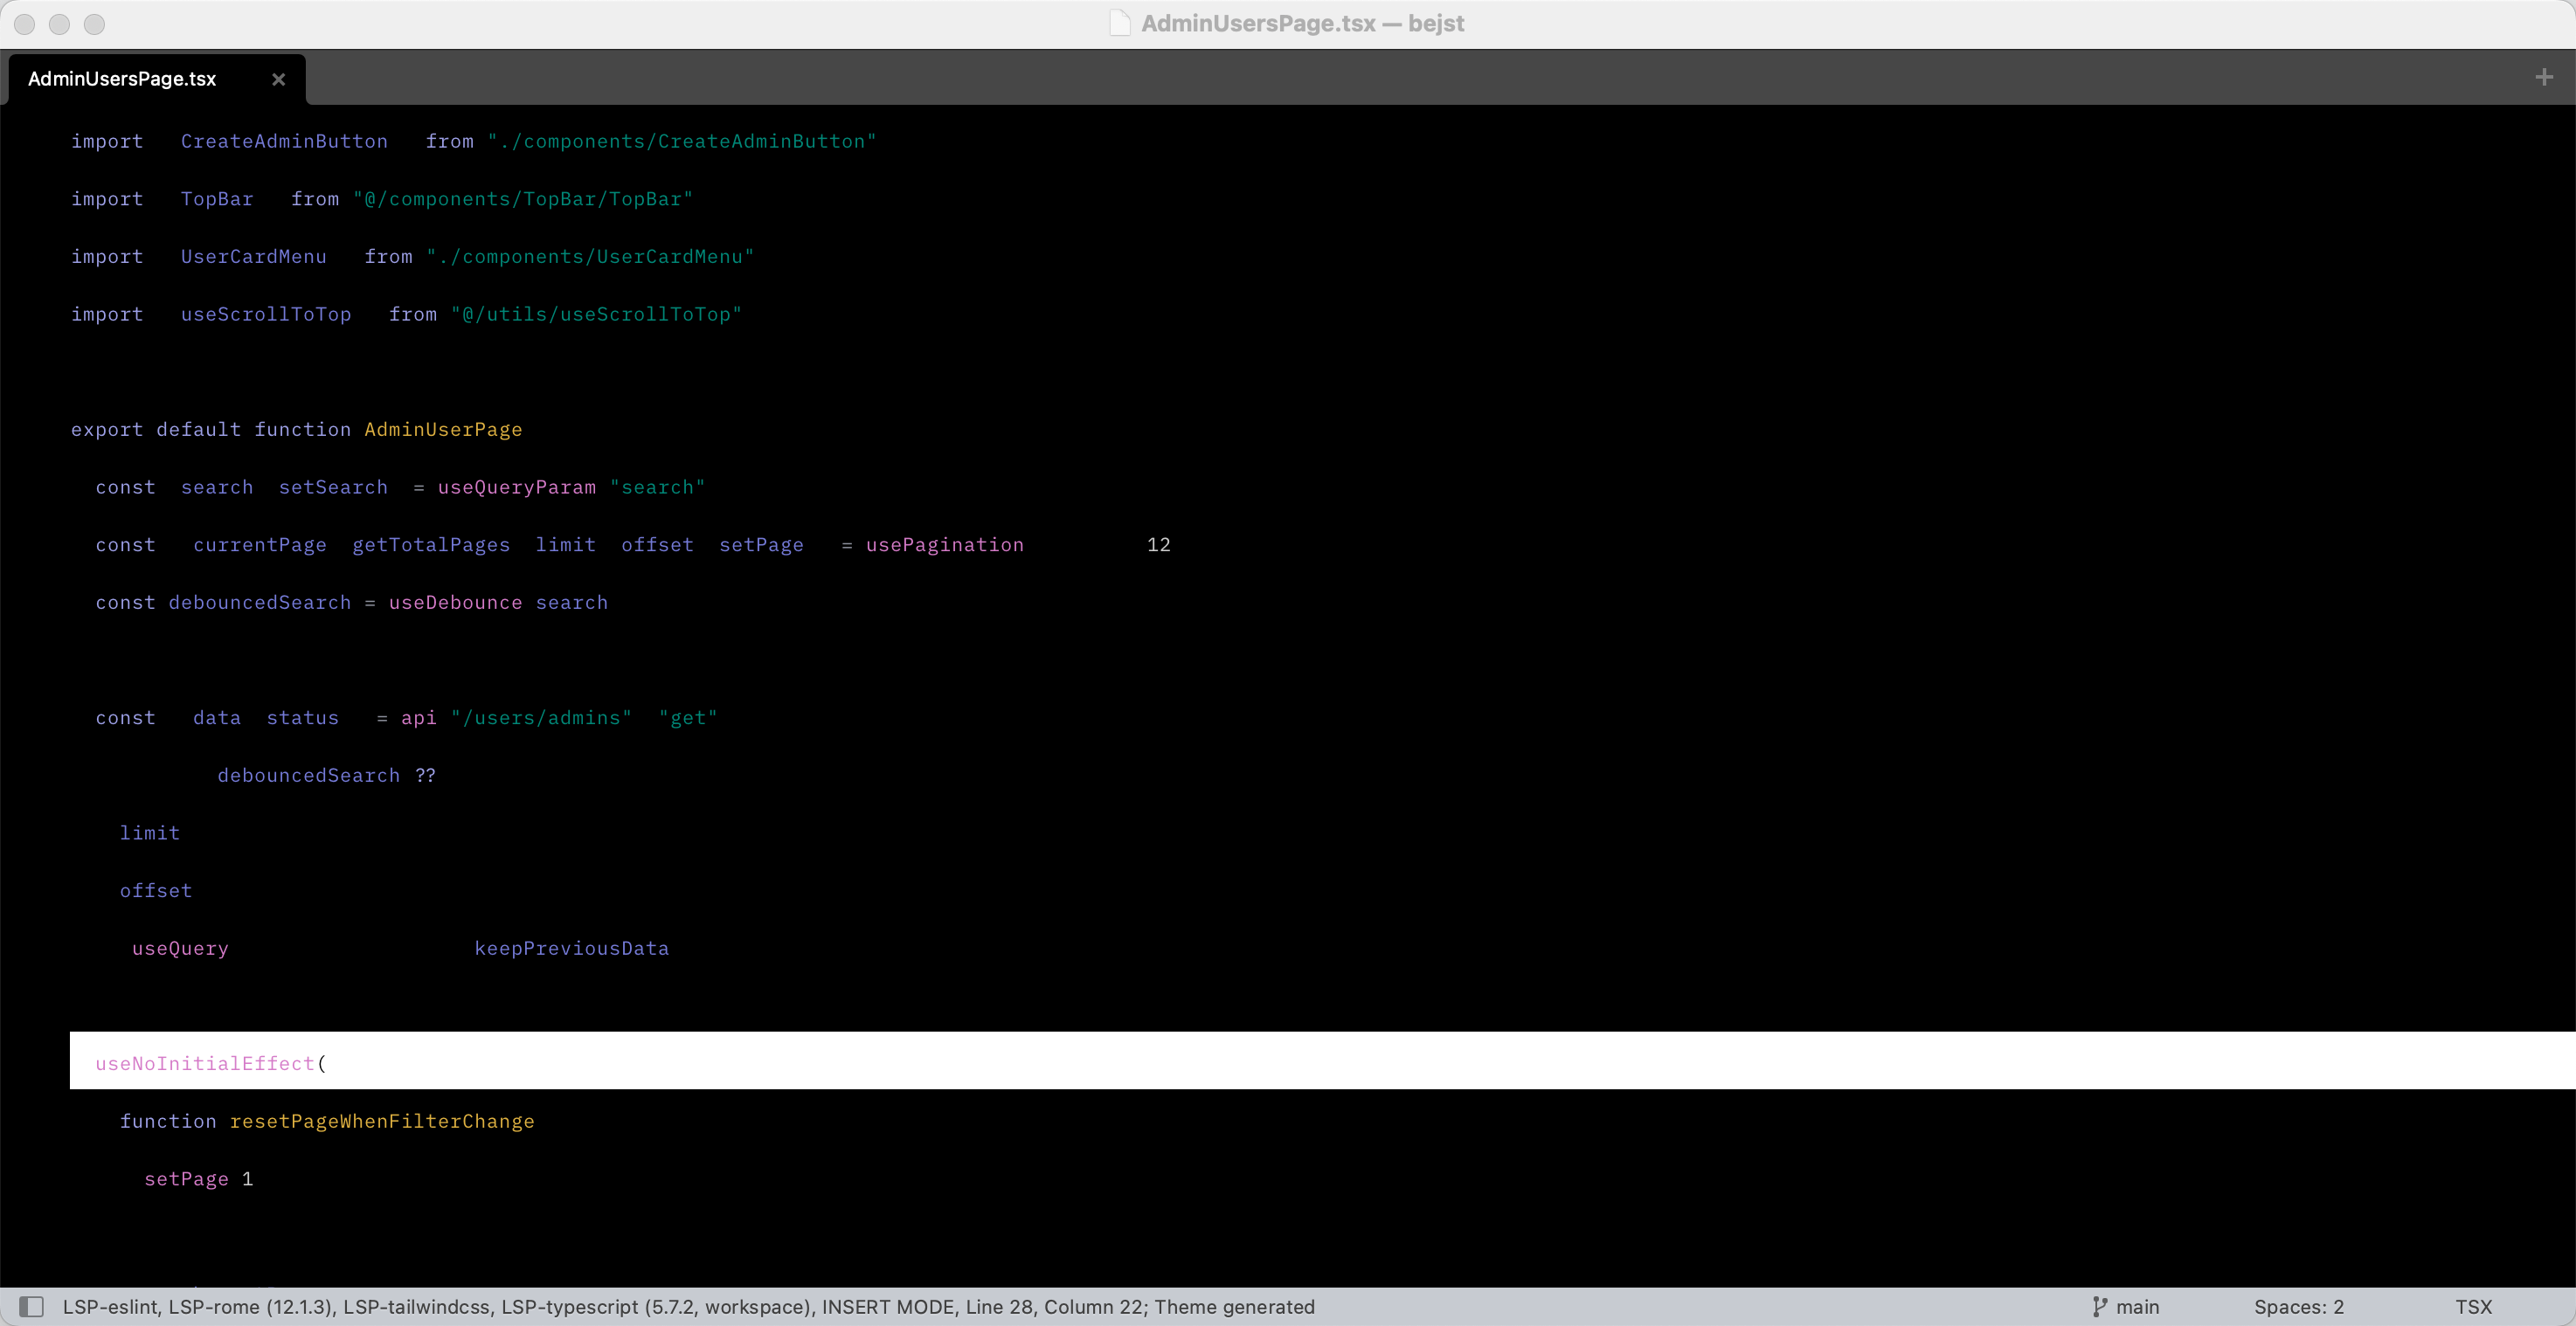 AdminUsersPage.tsx — bejst
AdminUsersPage.tsx
import CreateAdminButton from "./components/CreateAdminButton"
import TopBar from "@/components/TopBar/TopBar"
import UserCardMenu from "./components/UserCardMenu"
import useScrollToTop from "@/utils/useScrollToTop"
export default function AdminUserPage
const search setSearch = useQueryParam "search"
const currentPage getTotalPages limit offset setPage = usePagination 12
const debouncedSearch = useDebounce search
const data status = api "/users/admins" "get"
debouncedSearch ??
limit
offset
useQuery keepPreviousData
useNoInitialEffect(
function resetPageWhenFilterChange
setPage 1
LSP-eslint, LSP-rome (12.1.3), LSP-tailwindcss, LSP-typescript (5.7.2, workspace), INSERT MODE, Line 28, Column 22; Theme generated main Spaces: 2 TSX